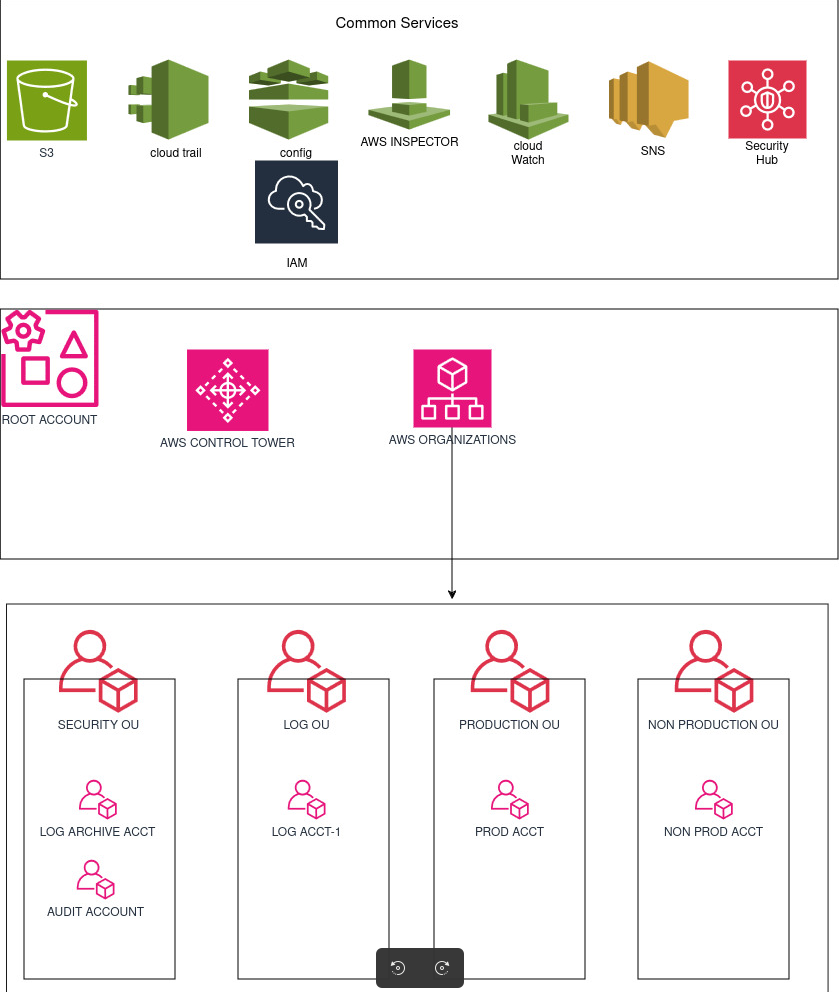 Common Services
S3
cloud trail
config
AWS INSPECTOR
cloud
Watch
SNS
Security
Hub
IAM
ROOT ACCOUNT
AWS CONTROL TOWER
AWS ORGANIZATIONS
SECURITY OU
LOG OU
PRODUCTION OU
NON PRODUCTION OU
LOG ARCHIVE ACCT
LOG ACCT-1
PROD ACCT
NON PROD ACCT
AUDIT ACCOUNT